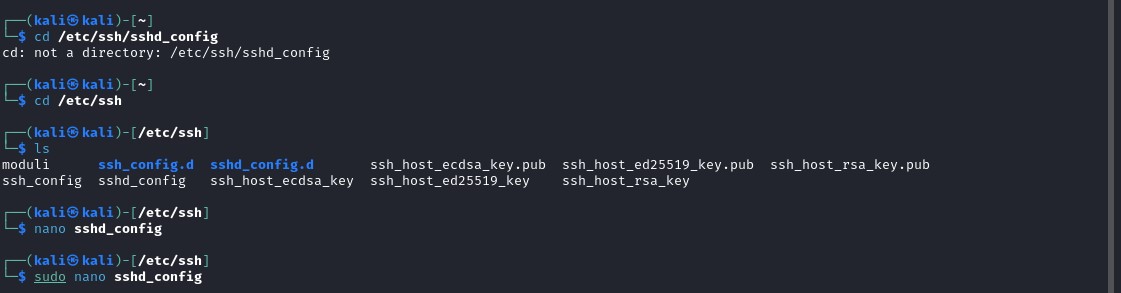 ┌──(kali㉿kali)-[~]
└─$ cd /etc/ssh/sshd_config
cd: not a directory: /etc/ssh/sshd_config
┌──(kali㉿kali)-[~]
└─$ cd /etc/ssh
┌──(kali㉿kali)-[/etc/ssh]
└─$ ls
moduli      ssh_config.d  sshd_config.d       ssh_host_ecdsa_key.pub  ssh_host_ed25519_key.pub  ssh_host_rsa_key.pub
ssh_config  sshd_config   ssh_host_ecdsa_key  ssh_host_ed25519_key    ssh_host_rsa_key
┌──(kali㉿kali)-[/etc/ssh]
└─$ nano sshd_config
┌──(kali㉿kali)-[/etc/ssh]
└─$ sudo nano sshd_config